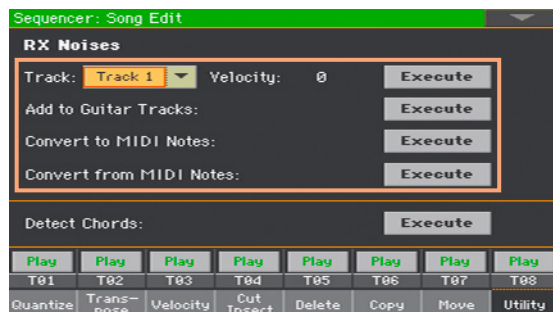 Sequencer: Song Edit
RX Noises
Track: Track 1 Velocity: 0 Execute
Add to Guitar Tracks: Execute
Convert to MIDI Notes: Execute
Convert from MIDI Notes: Execute
Detect Chords: Execute
Play Play Play Play Play Play Play Play
T01 T02 T03 T04 T05 T06 T07 T08
Quantize Trans- Velocity Cut Delete Copy Move Utility
pose Insect